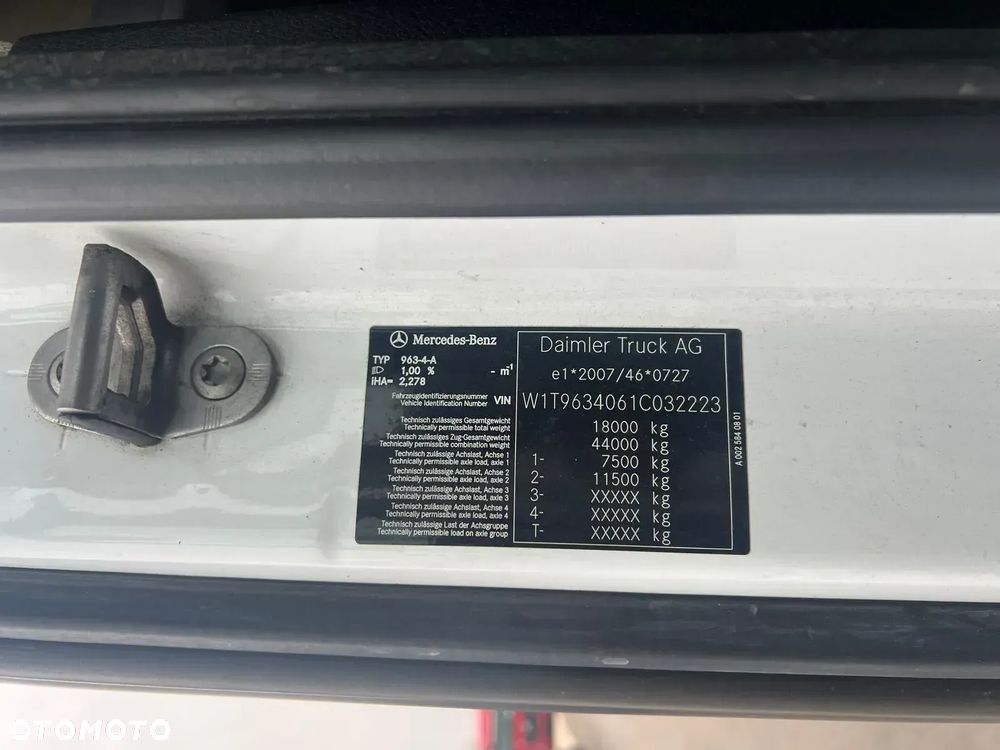 Mercedes-Benz
TYP 963-4-A
1,00 % - m-1
iHA= 2,278
Daimler Truck AG
e1*2007/46*0727
Fahrzeugidentifizierungsnummer
Vehicle Identification Number VIN W1T9634061C032223
Technisch zulässiges Gesamtgewicht
Technically permissible total weight 18000 kg
Technisch zulässiges Zug-Gesamtgewicht
Technically permissible combination weight 44000 kg
Technisch zulässige Achslast, Achse 1
Technically permissible axle load, axle 1 1- 7500 kg
Technisch zulässige Achslast, Achse 2
Technically permissible axle load, axle 2 2- 11500 kg
Technisch zulässige Achslast, Achse 3
Technically permissible axle load, axle 3 3- XXXXX kg
Technisch zulässige Achslast, Achse 4
Technically permissible axle load, axle 4 4- XXXXX kg
Technisch zulässige Last der Achsgruppe
Technically permissible load on axle group T- XXXXX kg
A 002 584 08 01
OTOMOTO